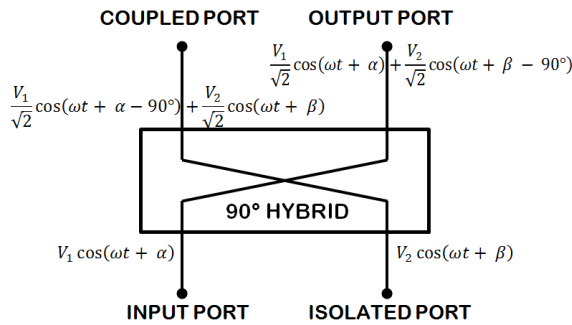 COUPLED PORT
OUTPUT PORT
V₁/√2 cos(ωt + α) + V₂/√2 cos(ωt + β − 90°)
V₁/√2 cos(ωt + α − 90°) + V₂/√2 cos(ωt + β)
90° HYBRID
V₁ cos(ωt + α)
V₂ cos(ωt + β)
INPUT PORT
ISOLATED PORT